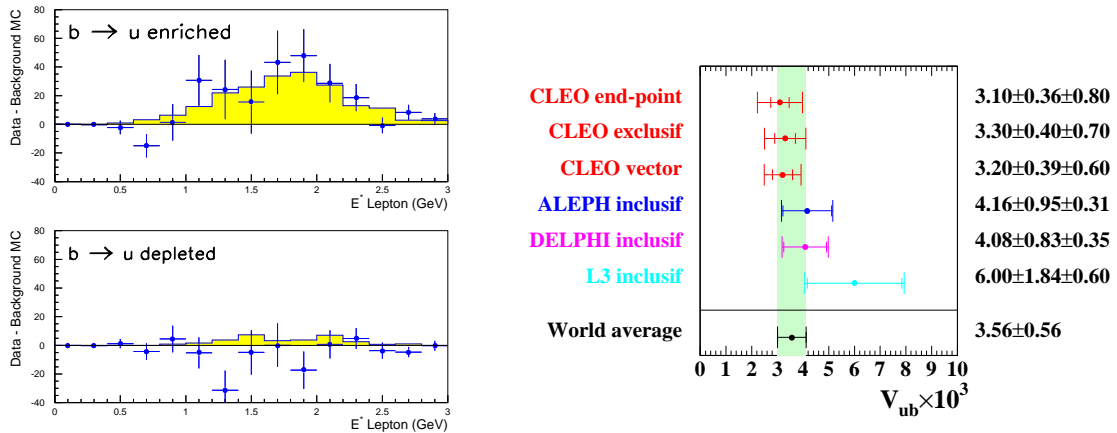 Data - Background MC
80
60
40
20
0
-20
-40
b → u enriched
0 0.5 1 1.5 2 2.5 3
E* Lepton (GeV)
Data - Background MC
80
60
40
20
0
-20
-40
b → u depleted
0 0.5 1 1.5 2 2.5 3
E* Lepton (GeV)
CLEO end-point 3.10±0.36±0.80
CLEO exclusif 3.30±0.40±0.70
CLEO vector 3.20±0.39±0.60
ALEPH inclusif 4.16±0.95±0.31
DELPHI inclusif 4.08±0.83±0.35
L3 inclusif 6.00±1.84±0.60
World average 3.56±0.56
0 1 2 3 4 5 6 7 8 9 10
V_ub×10³